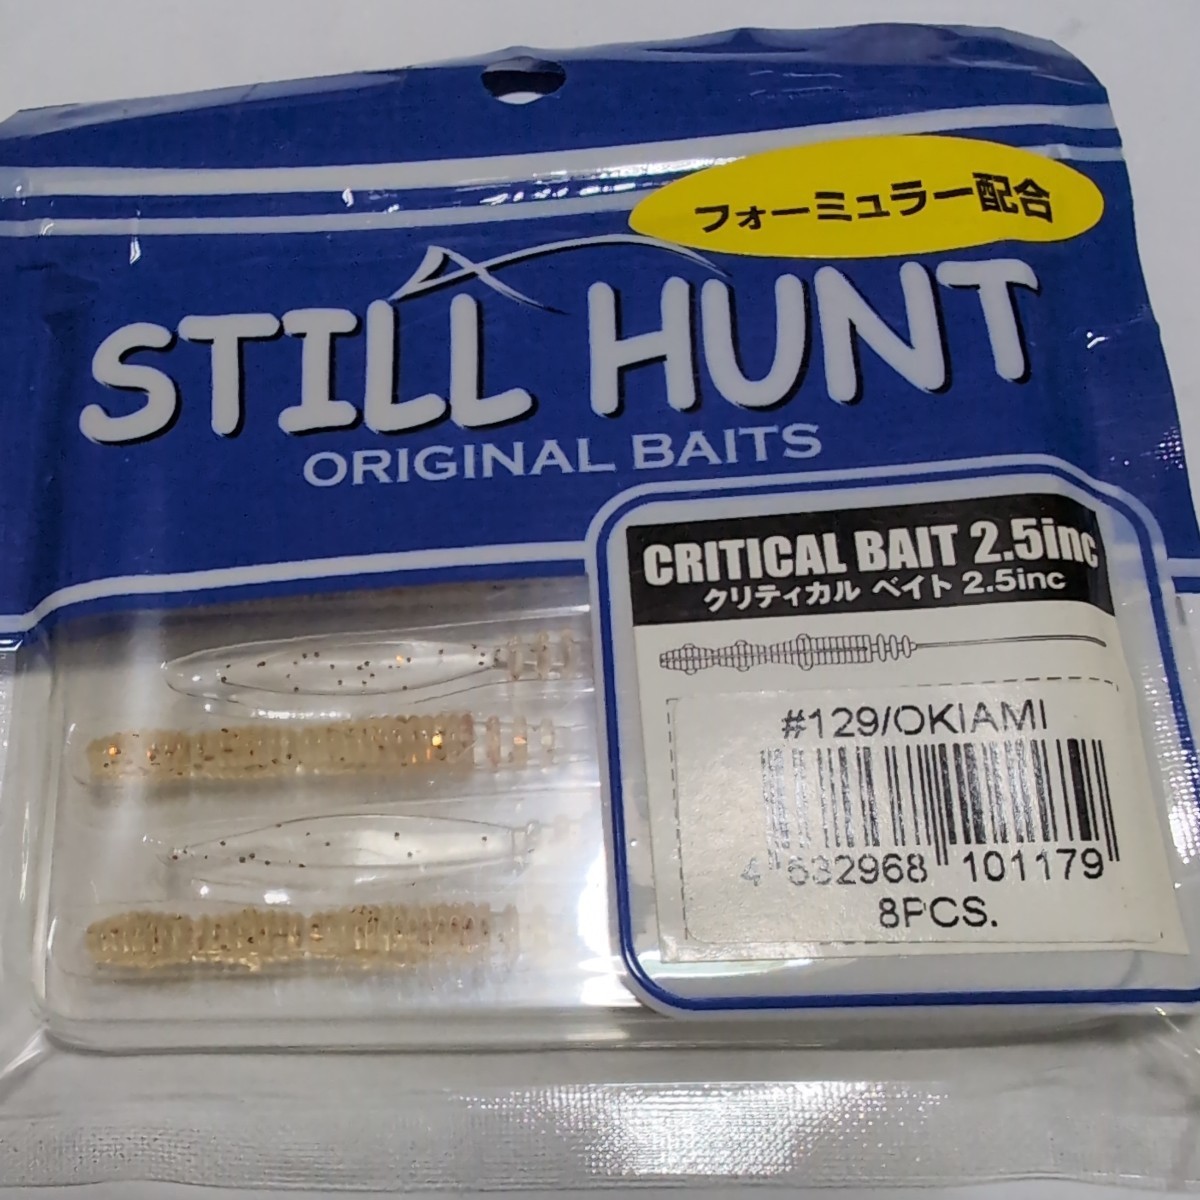 フォーミュラー配合
STILL HUNT
ORIGINAL BAITS
CRITICAL BAIT 2.5inc
クリティカル ベイト 2.5inc
#129/OKIAMI
4 532968 101179
8PCS.